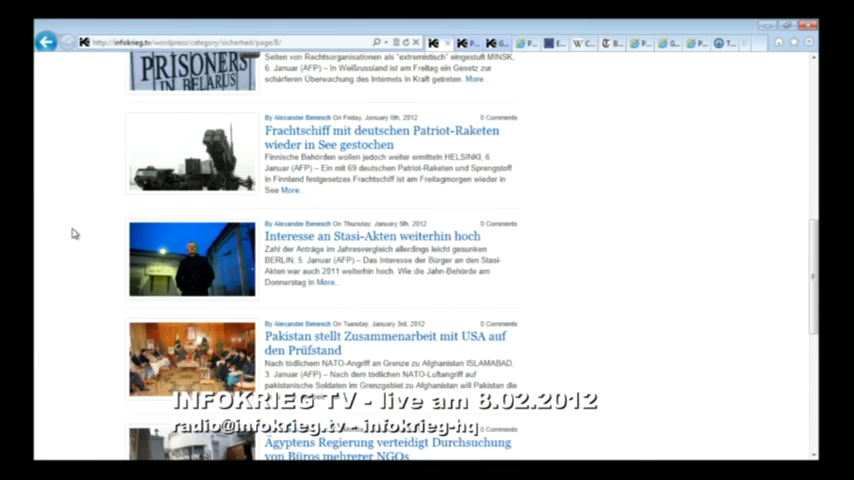 http://infokrieg.tv/wordpress/category/sicherheit/page/8/
PRISONERS
IN BELARUS
Seiten von Rechtsorganisationen als "extremistisch" eingestuft MINSK,
6. Januar (AFP) – In Weißrussland ist am Freitag ein Gesetz zur
schärferen Überwachung des Internets in Kraft getreten. More...
By Alexander Benesch On Friday, January 6th, 2012 0 Comments
Frachtschiff mit deutschen Patriot-Raketen
wieder in See gestochen
Finnische Behörden wollen jedoch weiter ermitteln HELSINKI, 6.
Januar (AFP) – Ein mit 69 deutschen Patriot-Raketen und Sprengstoff
in Finnland festgesetzes Frachtschiff ist am Freitagmorgen wieder in
See More...
By Alexander Benesch On Thursday, January 5th, 2012 0 Comments
Interesse an Stasi-Akten weiterhin hoch
Zahl der Anträge im Jahresvergleich allerdings leicht gesunken
BERLIN, 5. Januar (AFP) – Das Interesse der Bürger an den Stasi-
Akten war auch 2011 weiterhin hoch. Wie die Jahn-Behörde am
Donnerstag in More...
By Alexander Benesch On Tuesday, January 3rd, 2012 0 Comments
Pakistan stellt Zusammenarbeit mit USA auf
den Prüfstand
Nach tödlichem NATO-Angriff an Grenze zu Afghanistan ISLAMABAD,
3. Januar (AFP) – Nach dem tödlichen NATO-Luftangriff auf
pakistanische Soldaten im Grenzgebiet zu Afghanistan will Pakistan die
INFOKRIEG TV - live am 8.02.2012
radio@infokrieg.tv - infokrieg-hq
0 Comments
Ägyptens Regierung verteidigt Durchsuchung
von Büros mehrerer NGOs